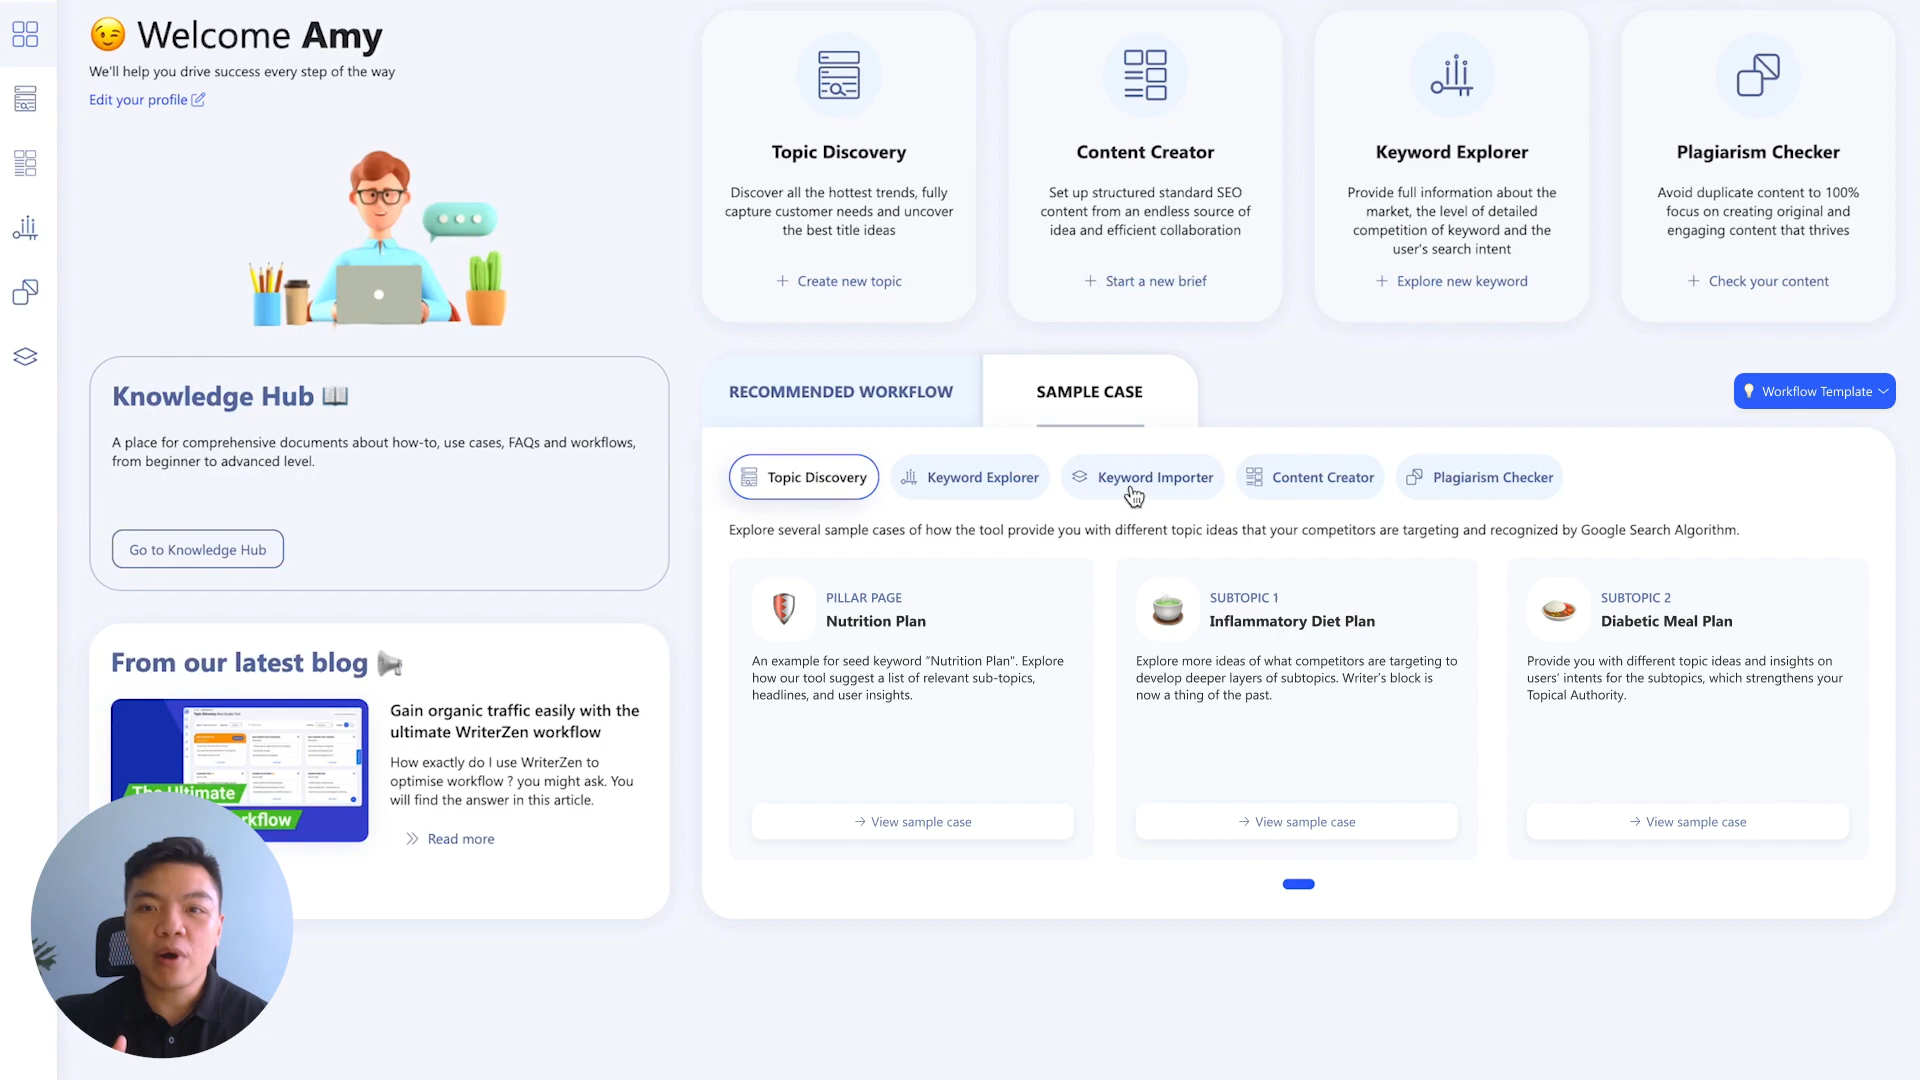 Welcome Amy
We'll help you drive success every step of the way
Edit your profile
Topic Discovery
Discover all the hottest trends, fully
capture customer needs and uncover
the best title ideas
+ Create new topic
Content Creator
Set up structured standard SEO
content from an endless source of
idea and efficient collaboration
+ Start a new brief
Keyword Explorer
Provide full information about the
market, the level of detailed
competition of keyword and the
user's search intent
+ Explore new keyword
Plagiarism Checker
Avoid duplicate content to 100%
focus on creating original and
engaging content that thrives
+ Check your content
Knowledge Hub
A place for comprehensive documents about how-to, use cases, FAQs and workflows,
from beginner to advanced level.
Go to Knowledge Hub
From our latest blog
The Ultimate
rkflow
Gain organic traffic easily with the
ultimate WriterZen workflow
How exactly do I use WriterZen to
optimise workflow ? you might ask. You
will find the answer in this article.
Read more
RECOMMENDED WORKFLOW
SAMPLE CASE
Workflow Template
Topic Discovery
Keyword Explorer
Keyword Importer
Content Creator
Plagiarism Checker
Explore several sample cases of how the tool provide you with different topic ideas that your competitors are targeting and recognized by Google Search Algorithm.
PILLAR PAGE
Nutrition Plan
An example for seed keyword “Nutrition Plan”. Explore
how our tool suggest a list of relevant sub-topics,
headlines, and user insights.
→ View sample case
SUBTOPIC 1
Inflammatory Diet Plan
Explore more ideas of what competitors are targeting to
develop deeper layers of subtopics. Writer’s block is
now a thing of the past.
→ View sample case
SUBTOPIC 2
Diabetic Meal Plan
Provide you with different topic ideas and insights on
users’ intents for the subtopics, which strengthens your
Topical Authority.
→ View sample case